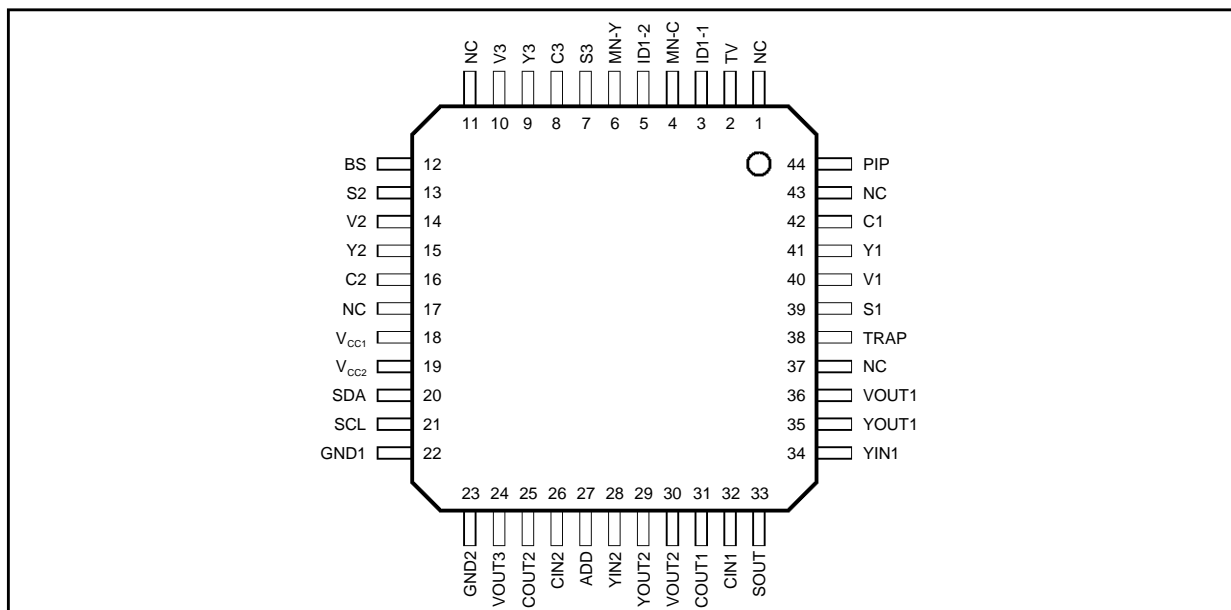 NC V3 Y3 C3 S3 MN-Y ID1-2 MN-C ID1-1 TV NC
11 10 9 8 7 6 5 4 3 2 1
BS 12 44 PIP
S2 13 43 NC
V2 14 42 C1
Y2 15 41 Y1
C2 16 40 V1
NC 17 39 S1
VCC1 18 38 TRAP
VCC2 19 37 NC
SDA 20 36 VOUT1
SCL 21 35 YOUT1
GND1 22 34 YIN1
23 24 25 26 27 28 29 30 31 32 33
GND2 VOUT3 COUT2 CIN2 ADD YIN2 YOUT2 VOUT2 COUT1 CIN1 SOUT